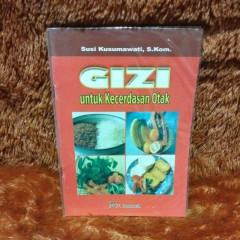 Susi Kusumawati, S.Kom.
GIZI
untuk Kecerdasan Otak